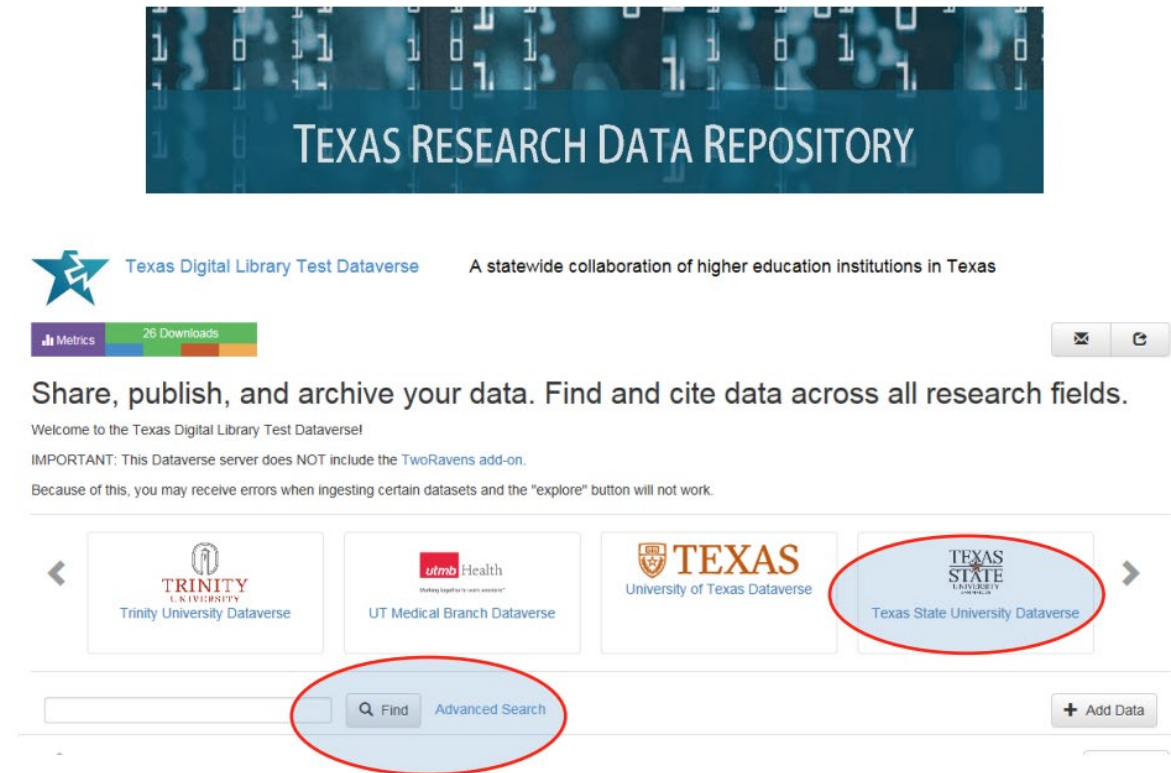 TEXAS RESEARCH DATA REPOSITORY
Texas Digital Library Test Dataverse
A statewide collaboration of higher education institutions in Texas
Metrics
26 Downloads
Share, publish, and archive your data. Find and cite data across all research fields.
Welcome to the Texas Digital Library Test Dataverse!
IMPORTANT: This Dataverse server does NOT include the TwoRavens add-on.
Because of this, you may receive errors when ingesting certain datasets and the "explore" button will not work.
TRINITY
UNIVERSITY
Trinity University Dataverse
utmb Health
UT Medical Branch Dataverse
TEXAS
University of Texas Dataverse
TEXAS
STATE
UNIVERSITY
Texas State University Dataverse
Find
Advanced Search
Add Data